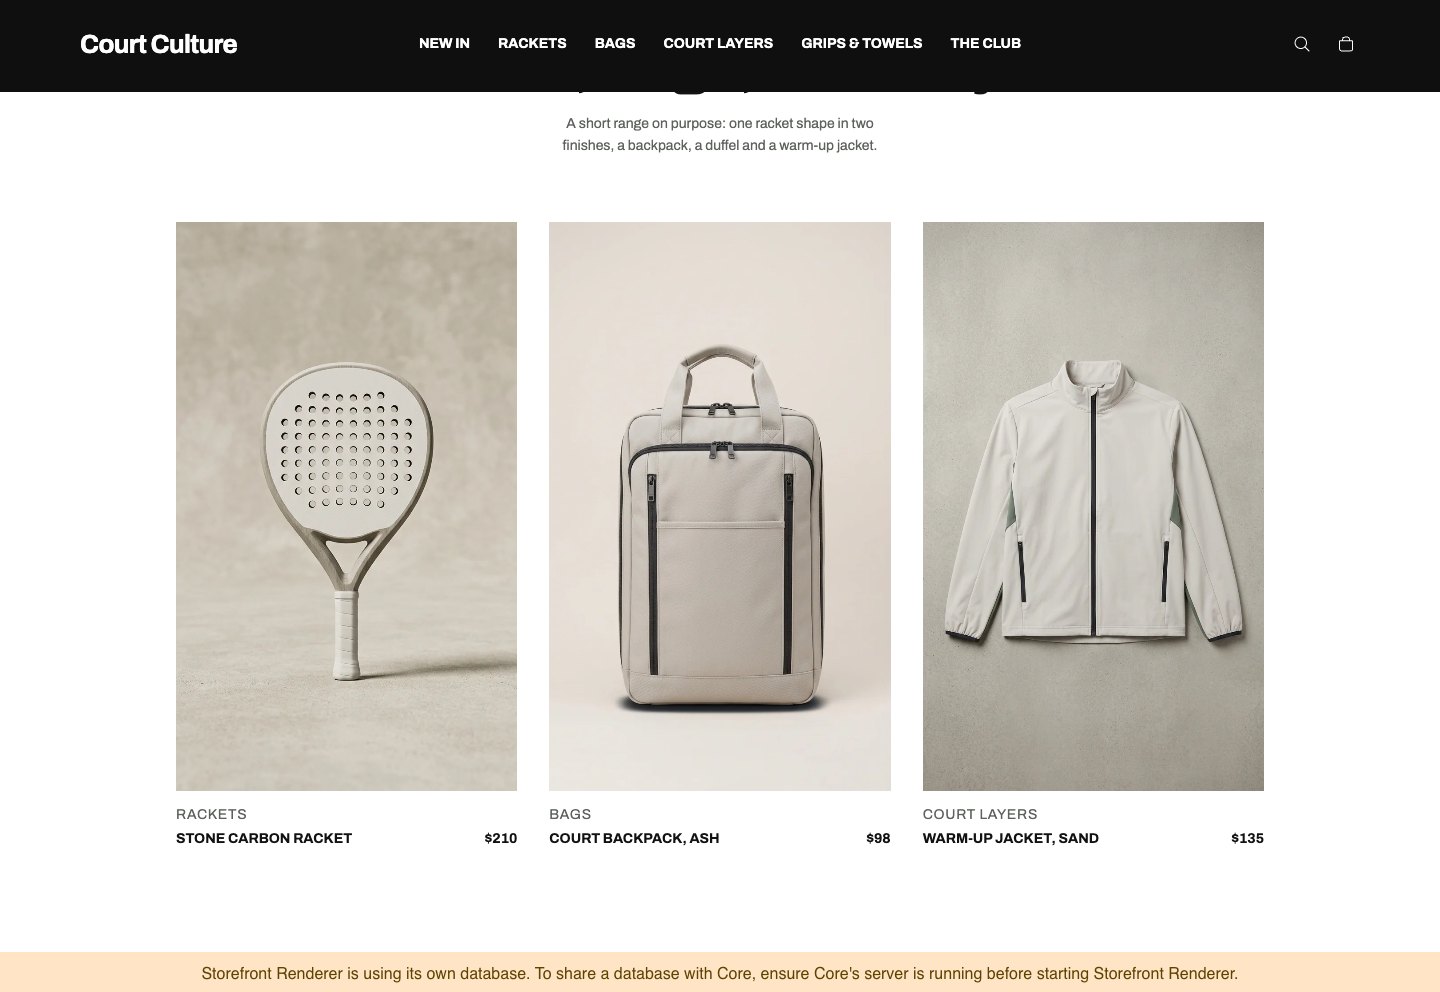 Court Culture
NEW IN
RACKETS
BAGS
COURT LAYERS
GRIPS & TOWELS
THE CLUB
A short range on purpose: one racket shape in two
finishes, a backpack, a duffel and a warm-up jacket.
RACKETS
STONE CARBON RACKET
$210
BAGS
COURT BACKPACK, ASH
$98
COURT LAYERS
WARM-UP JACKET, SAND
$135
Storefront Renderer is using its own database. To share a database with Core, ensure Core's server is running before starting Storefront Renderer.